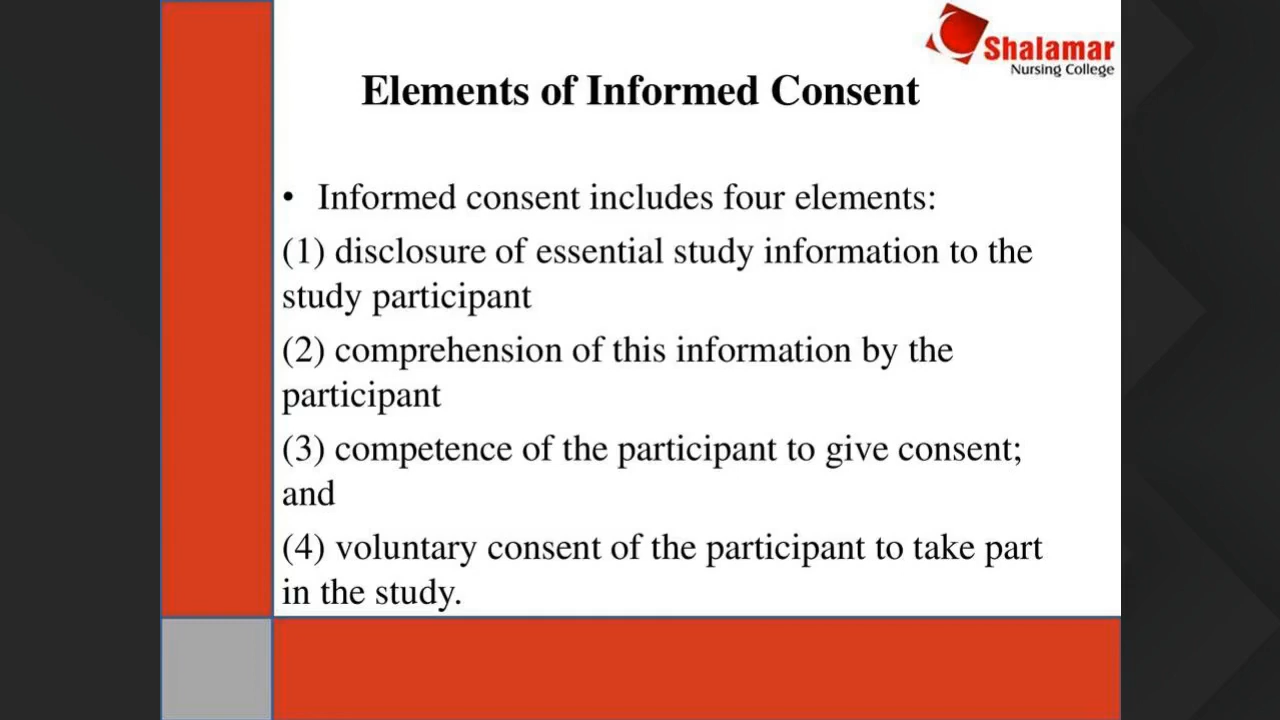 Shalamar
Nursing College
Elements of Informed Consent
• Informed consent includes four elements:
(1) disclosure of essential study information to the
study participant
(2) comprehension of this information by the
participant
(3) competence of the participant to give consent;
and
(4) voluntary consent of the participant to take part
in the study.